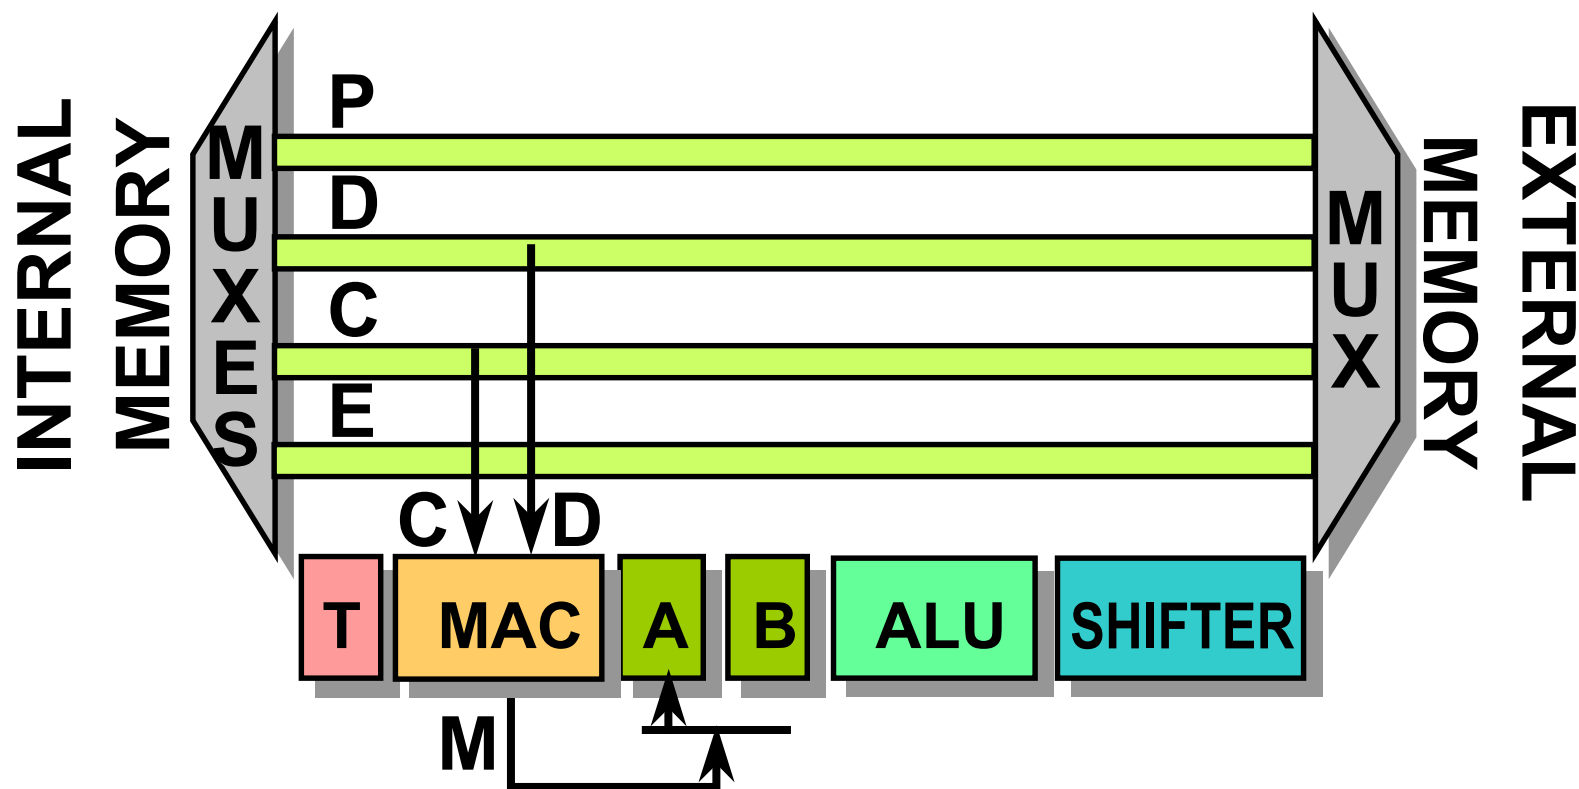 INTERNAL
MEMORY
MUXES
P
D
C
E
MUX
MEMORY
EXTERNAL
C
D
T
MAC
A
B
ALU
SHIFTER
M